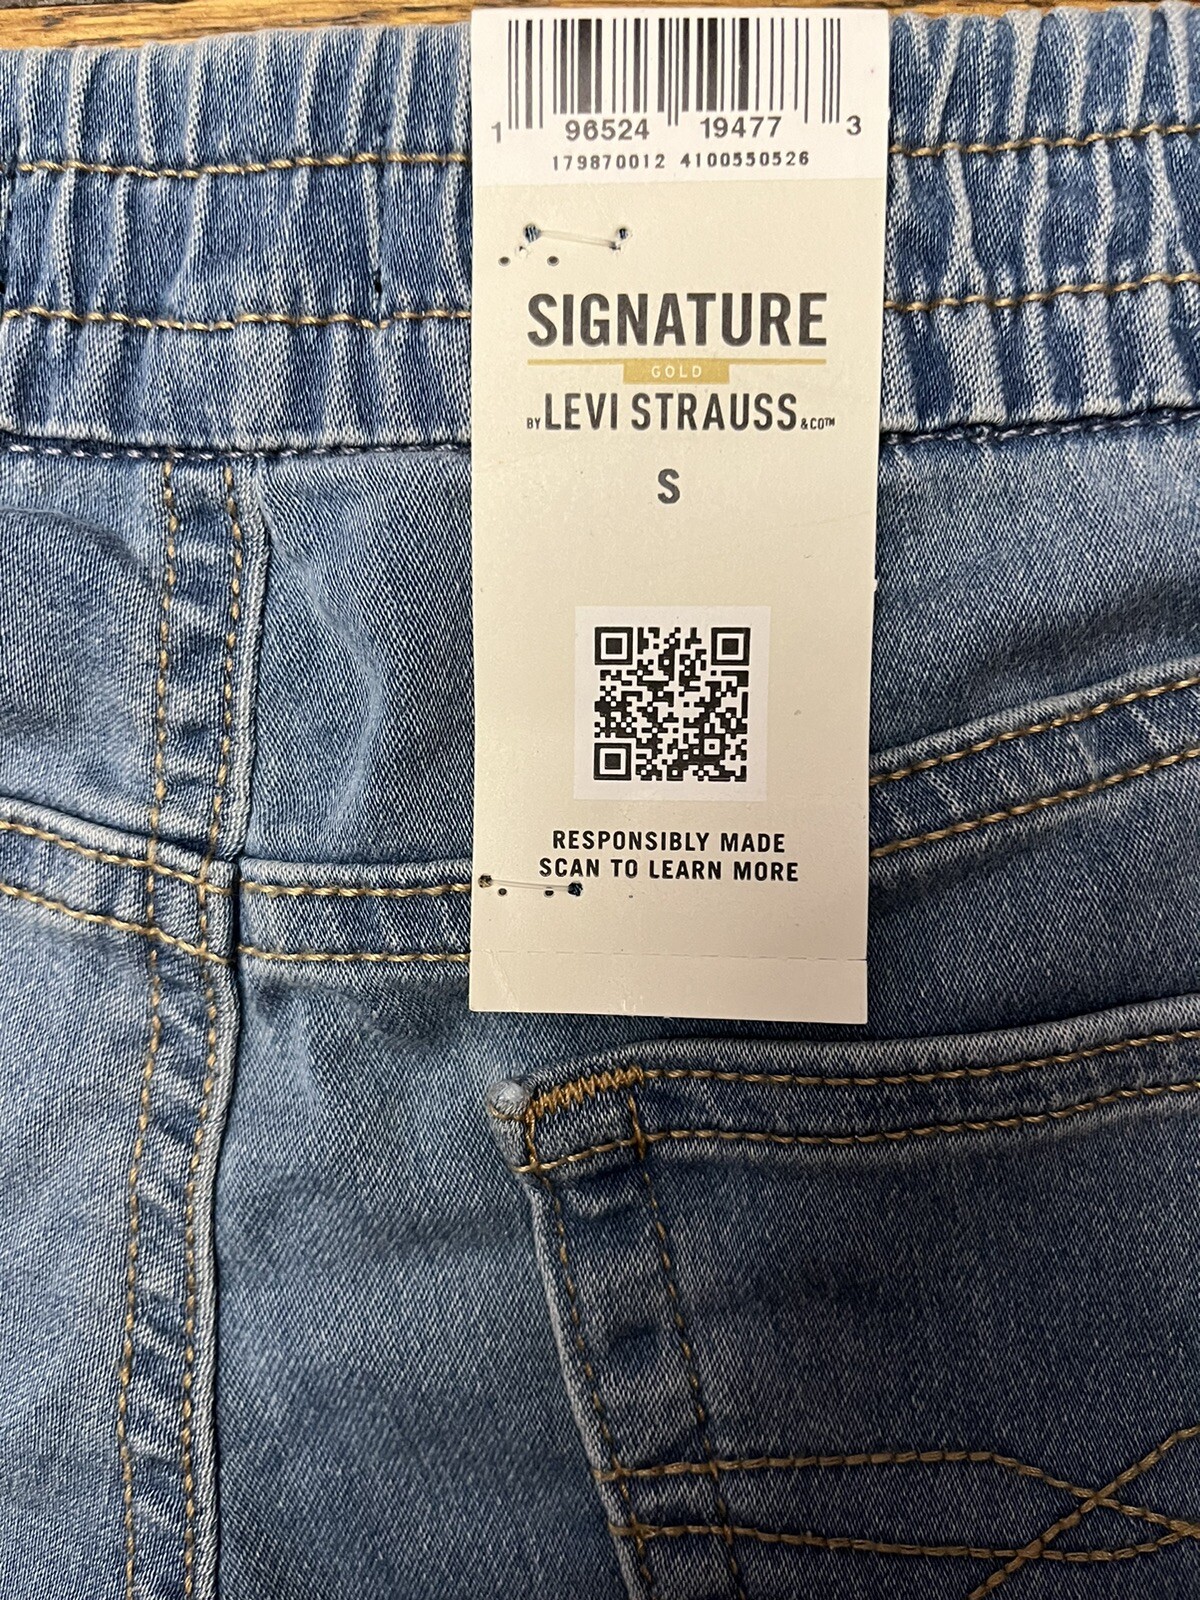 1 96524 19477 3
179870012 4100550526
SIGNATURE
GOLD
BY LEVI STRAUSS & CO™
S
RESPONSIBLY MADE
SCAN TO LEARN MORE